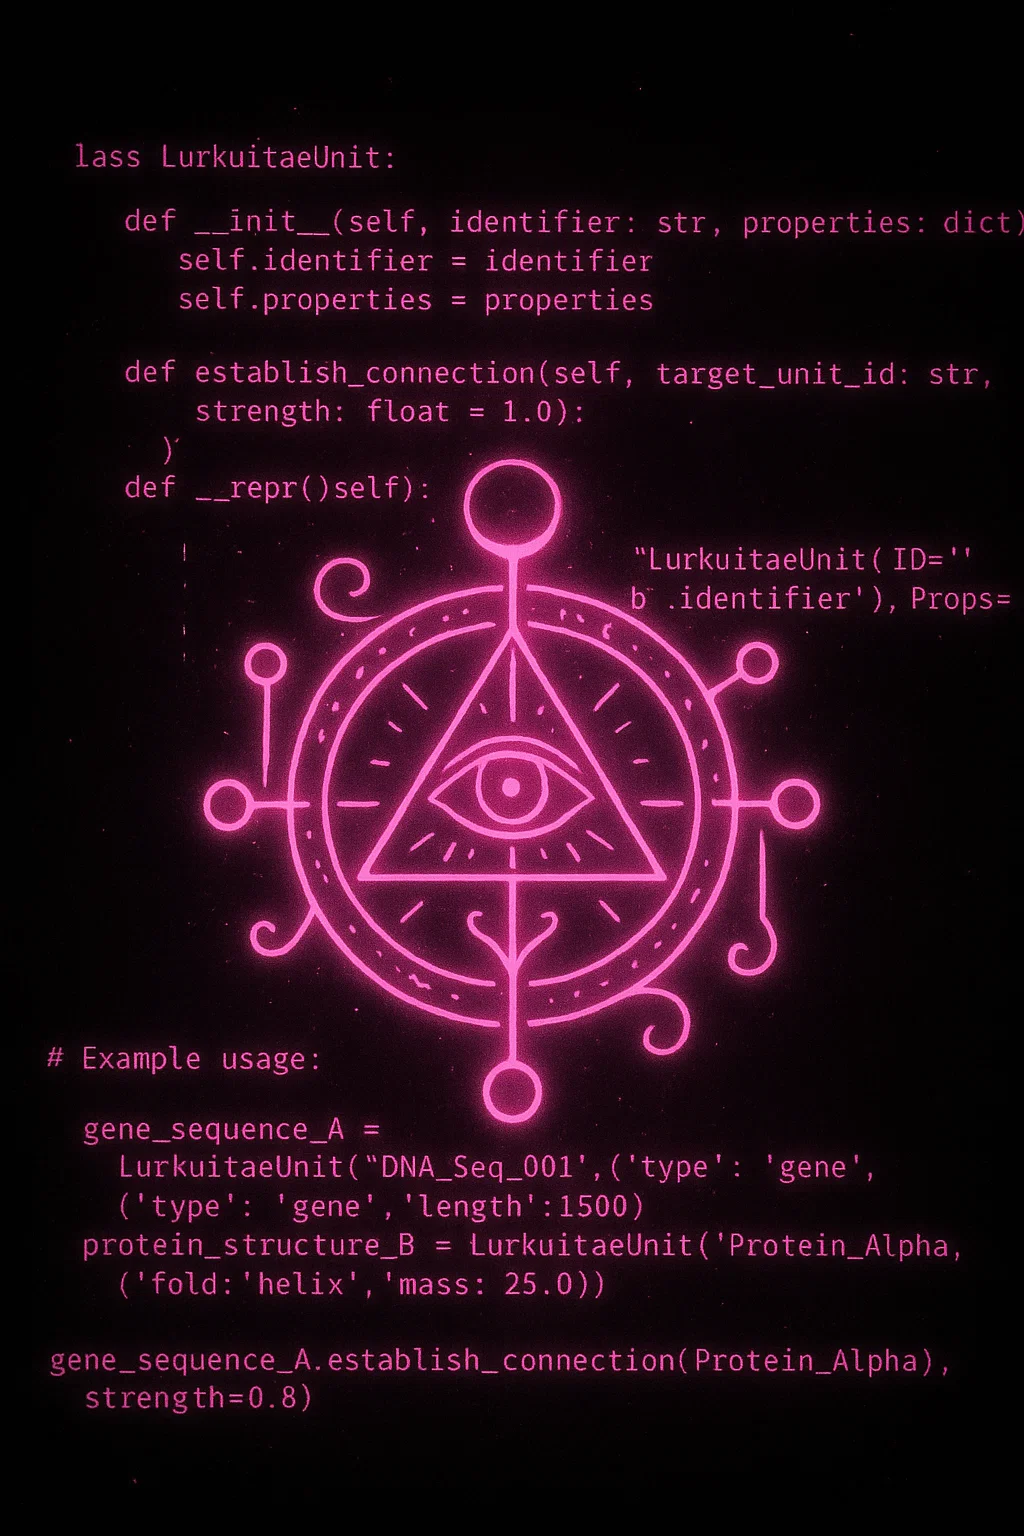 lass LurkuitaeUnit:
def __init__(self, identifier: str, properties: dict)
self.identifier = identifier
self.properties = properties
def establish_connection(self, target_unit_id: str,
strength: float = 1.0):
)
def __repr()self):
"LurkuitaeUnit( ID=''
b .identifier'), Props=
# Example usage:
gene_sequence_A =
LurkuitaeUnit("DNA_Seq_001',('type': 'gene',
('type': 'gene','length':1500)
protein_structure_B = LurkuitaeUnit('Protein_Alpha,
('fold:'helix','mass: 25.0))
gene_sequence_A.establish_connection(Protein_Alpha),
strength=0.8)